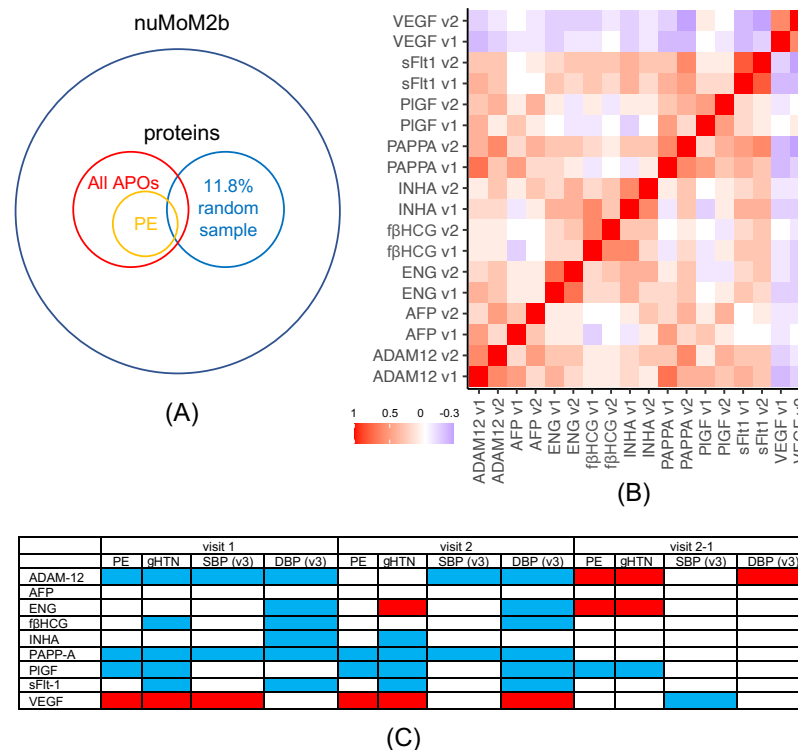 nuMoM2b
proteins
All APOs
PE
11.8%
random
sample
(A)
VEGF v2
VEGF v1
sFlt1 v2
sFlt1 v1
PlGF v2
PlGF v1
PAPPA v2
PAPPA v1
INHA v2
INHA v1
fβHCG v2
fβHCG v1
ENG v2
ENG v1
AFP v2
AFP v1
ADAM12 v2
ADAM12 v1
1 0.5 0 -0.3
ADAM12 v1
ADAM12 v2
AFP v1
AFP v2
ENG v1
ENG v2
fβHCG v1
fβHCG v2
INHA v1
INHA v2
PAPPA v1
PAPPA v2
PlGF v1
PlGF v2
sFlt1 v1
sFlt1 v2
VEGF v1
VEGF v2
(B)
visit 1 visit 2 visit 2-1
PE gHTN SBP (v3) DBP (v3) PE gHTN SBP (v3) DBP (v3) PE gHTN SBP (v3) DBP (v3)
ADAM-12
AFP
ENG
fβHCG
INHA
PAPP-A
PlGF
sFlt-1
VEGF
(C)